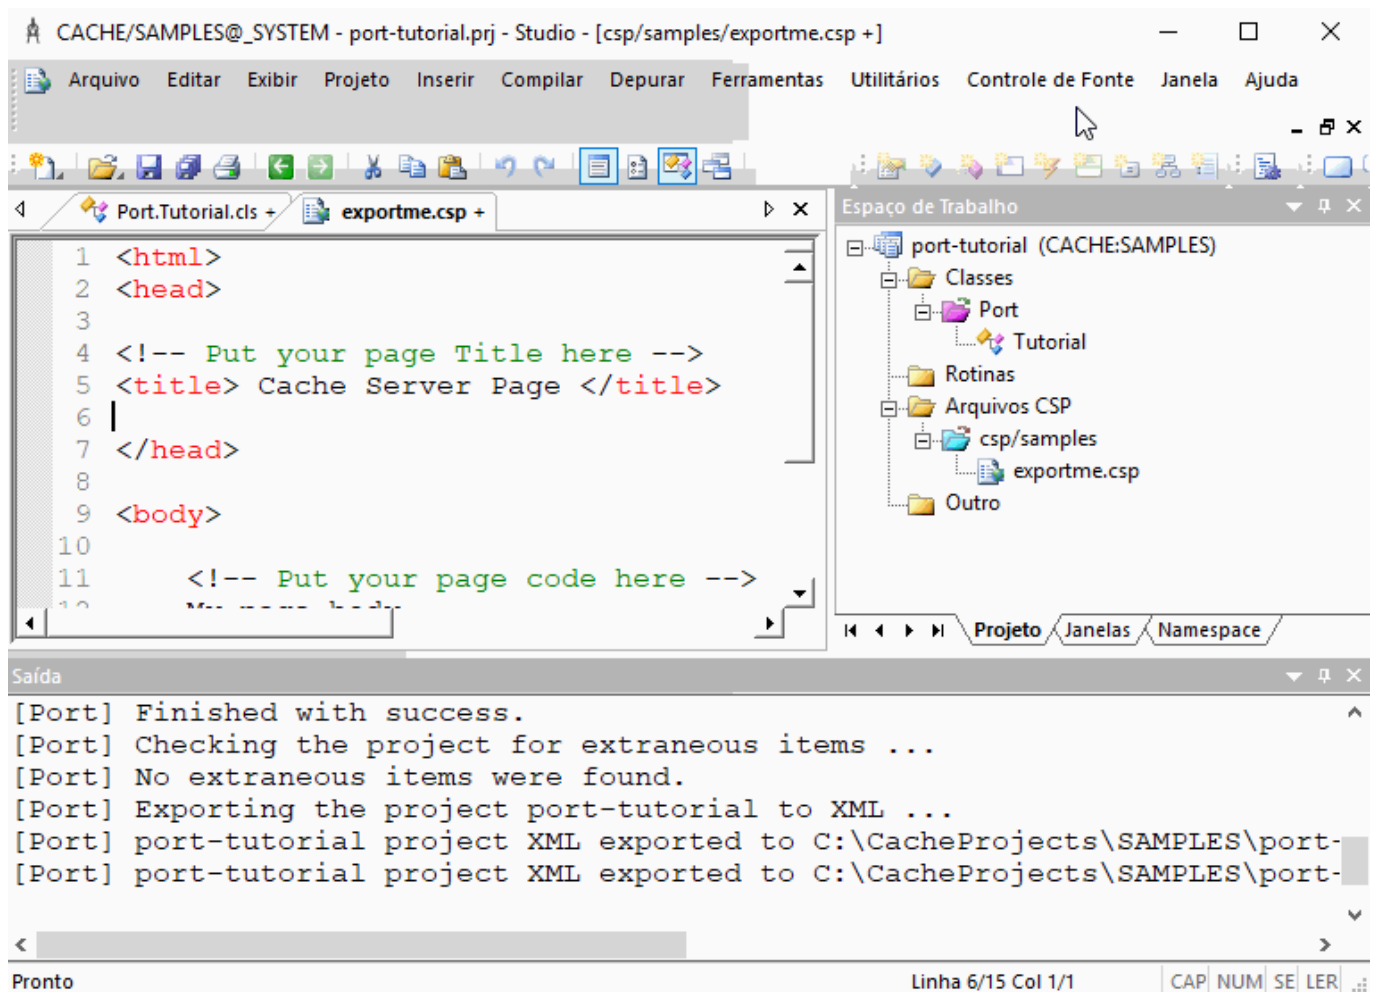 CACHE/SAMPLES@_SYSTEM - port-tutorial.prj - Studio - [csp/samples/exportme.csp +]
Arquivo Editar Exibir Projeto Inserir Compilar Depurar Ferramentas Utilitários Controle de Fonte Janela Ajuda
Port.Tutorial.cls + exportme.csp +
1 <html>
2 <head>
3
4 <!-- Put your page Title here -->
5 <title> Cache Server Page </title>
6
7 </head>
8
9 <body>
10
11 <!-- Put your page code here -->
12 My page body
Espaço de Trabalho
port-tutorial (CACHE:SAMPLES)
Classes
Port
Tutorial
Rotinas
Arquivos CSP
csp/samples
exportme.csp
Outro
Projeto Janelas Namespace
Saída
[Port] Finished with success.
[Port] Checking the project for extraneous items ...
[Port] No extraneous items were found.
[Port] Exporting the project port-tutorial to XML ...
[Port] port-tutorial project XML exported to C:\CacheProjects\SAMPLES\port-
[Port] port-tutorial project XML exported to C:\CacheProjects\SAMPLES\port-
Pronto Linha 6/15 Col 1/1 CAP NUM SE LER